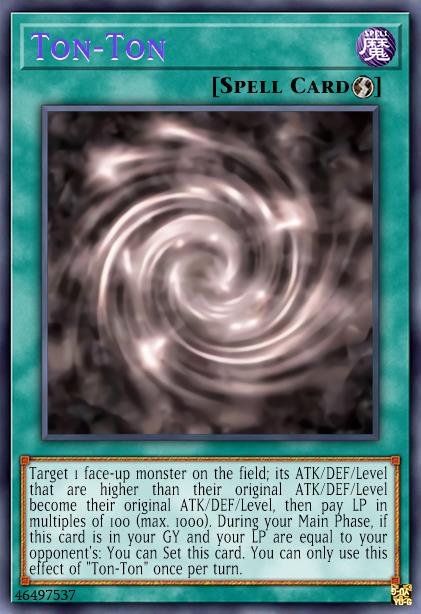 Ton-Ton
SPELL
魔
[Spell Card]
Target 1 face-up monster on the field; its ATK/DEF/Level
that are higher than their original ATK/DEF/Level
become their original ATK/DEF/Level, then pay LP in
multiples of 100 (max. 1000). During your Main Phase, if
this card is in your GY and your LP are equal to your
opponent's: You can Set this card. You can only use this
effect of "Ton-Ton" once per turn.
46497537